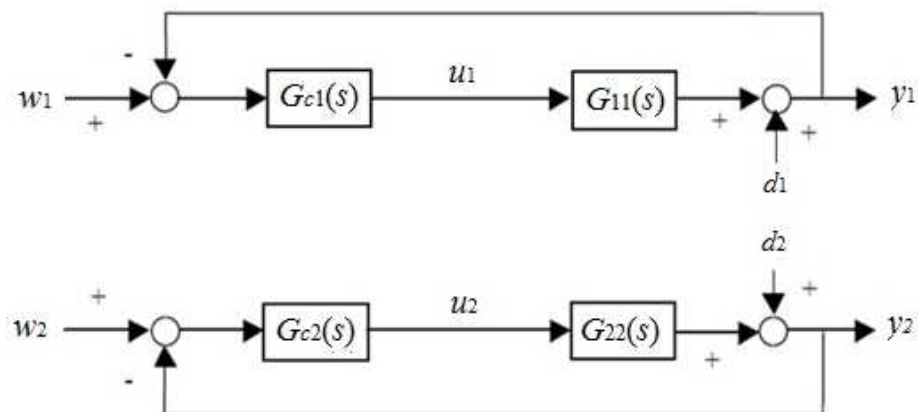 -
w1 + Gc1(s) u1 G11(s) + + y1
d1
d2
w2 + Gc2(s) u2 G22(s) + + y2
-